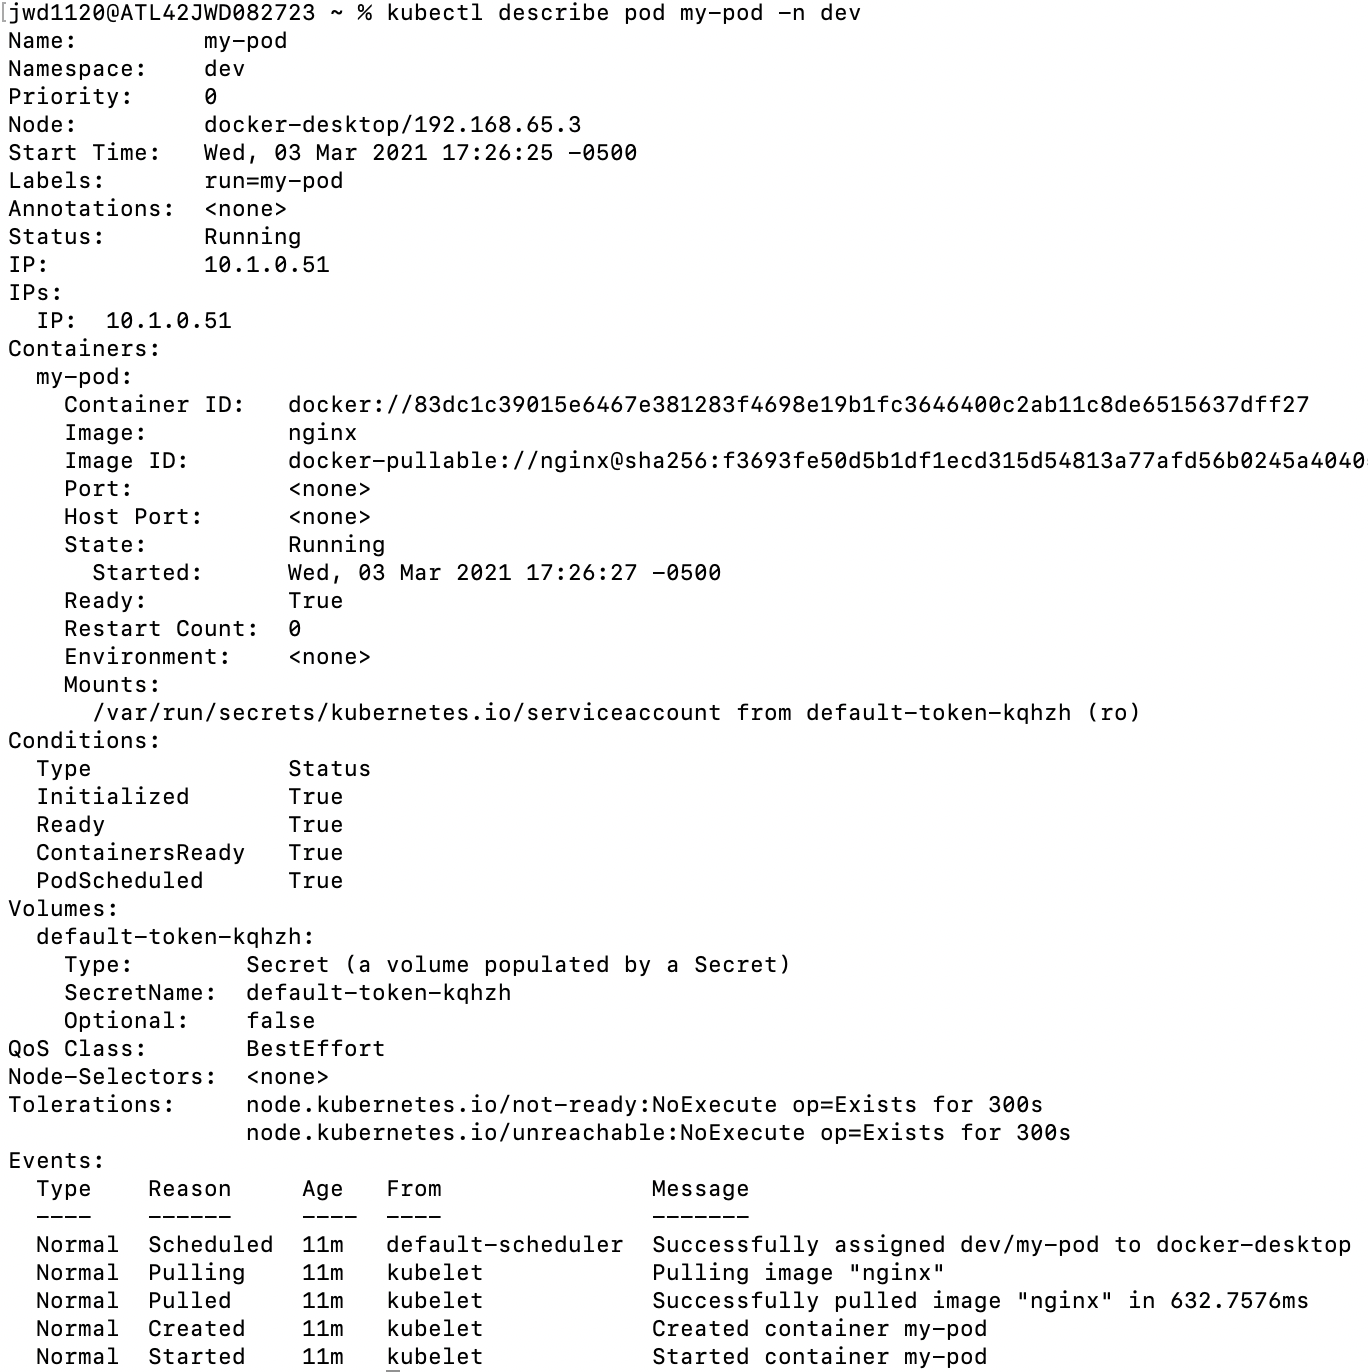 [jwd1120@ATL42JWD082723 ~ % kubectl describe pod my-pod -n dev
Name:         my-pod
Namespace:    dev
Priority:     0
Node:         docker-desktop/192.168.65.3
Start Time:   Wed, 03 Mar 2021 17:26:25 -0500
Labels:       run=my-pod
Annotations:  <none>
Status:       Running
IP:           10.1.0.51
IPs:
  IP:  10.1.0.51
Containers:
  my-pod:
    Container ID:   docker://83dc1c39015e6467e381283f4698e19b1fc3646400c2ab11c8de6515637dff27
    Image:          nginx
    Image ID:       docker-pullable://nginx@sha256:f3693fe50d5b1df1ecd315d54813a77afd56b0245a4040
    Port:           <none>
    Host Port:      <none>
    State:          Running
      Started:      Wed, 03 Mar 2021 17:26:27 -0500
    Ready:          True
    Restart Count:  0
    Environment:    <none>
    Mounts:
      /var/run/secrets/kubernetes.io/serviceaccount from default-token-kqhzh (ro)
Conditions:
  Type              Status
  Initialized       True
  Ready             True
  ContainersReady   True
  PodScheduled      True
Volumes:
  default-token-kqhzh:
    Type:        Secret (a volume populated by a Secret)
    SecretName:  default-token-kqhzh
    Optional:    false
QoS Class:       BestEffort
Node-Selectors:  <none>
Tolerations:     node.kubernetes.io/not-ready:NoExecute op=Exists for 300s
                 node.kubernetes.io/unreachable:NoExecute op=Exists for 300s
Events:
  Type    Reason     Age   From               Message
  ----    ------     ----  ----               -------
  Normal  Scheduled  11m   default-scheduler  Successfully assigned dev/my-pod to docker-desktop
  Normal  Pulling    11m   kubelet            Pulling image "nginx"
  Normal  Pulled     11m   kubelet            Successfully pulled image "nginx" in 632.7576ms
  Normal  Created    11m   kubelet            Created container my-pod
  Normal  Started    11m   kubelet            Started container my-pod